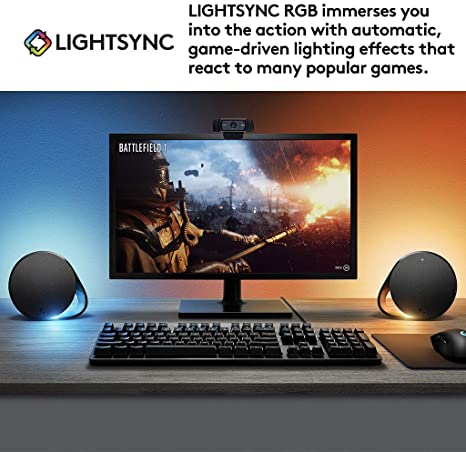 LIGHTSYNC
LIGHTSYNC RGB immerses you
into the action with automatic,
game-driven lighting effects that
react to many popular games.
BATTLEFIELD 1